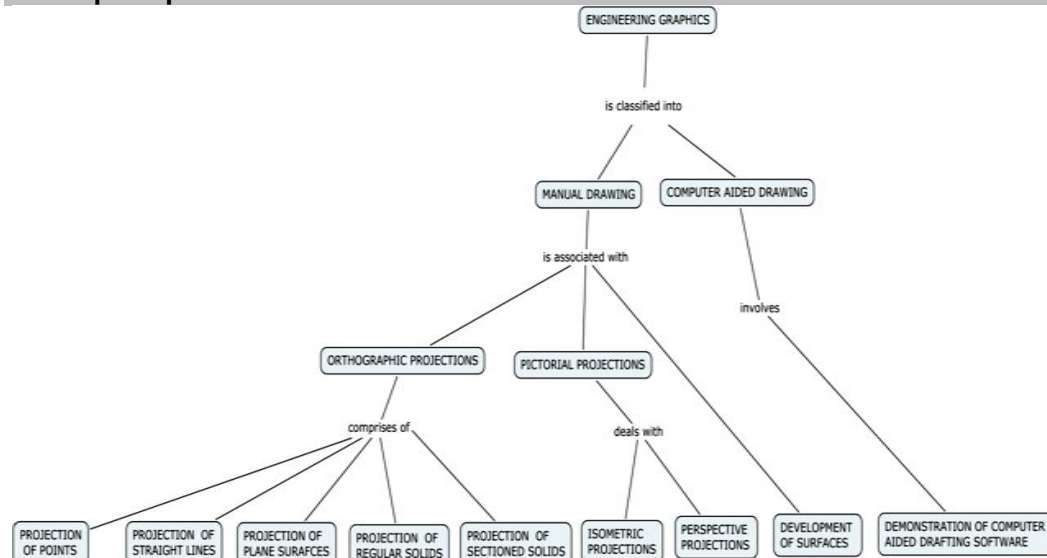 ENGINEERING GRAPHICS
is classified into
MANUAL DRAWING
COMPUTER AIDED DRAWING
is associated with
involves
ORTHOGRAPHIC PROJECTIONS
PICTORIAL PROJECTIONS
comprises of
deals with
PROJECTION
OF POINTS
PROJECTION OF
STRAIGHT LINES
PROJECTION OF
PLANE SURAFCES
PROJECTION OF
REGULAR SOLIDS
PROJECTION OF
SECTIONED SOLIDS
ISOMETRIC
PROJECTIONS
PERSPECTIVE
PROJECTIONS
DEVELOPMENT
OF SURFACES
DEMONSTRATION OF COMPUTER
AIDED DRAFTING SOFTWARE